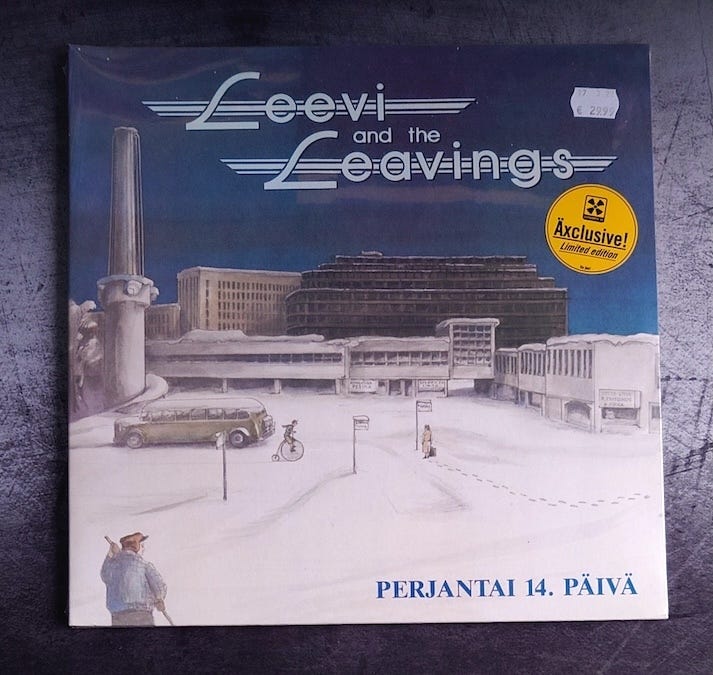 Leevi
and the
Leavings
€ 29.99
Äxclusive!
Limited edition
PERJANTAI 14. PÄIVÄ